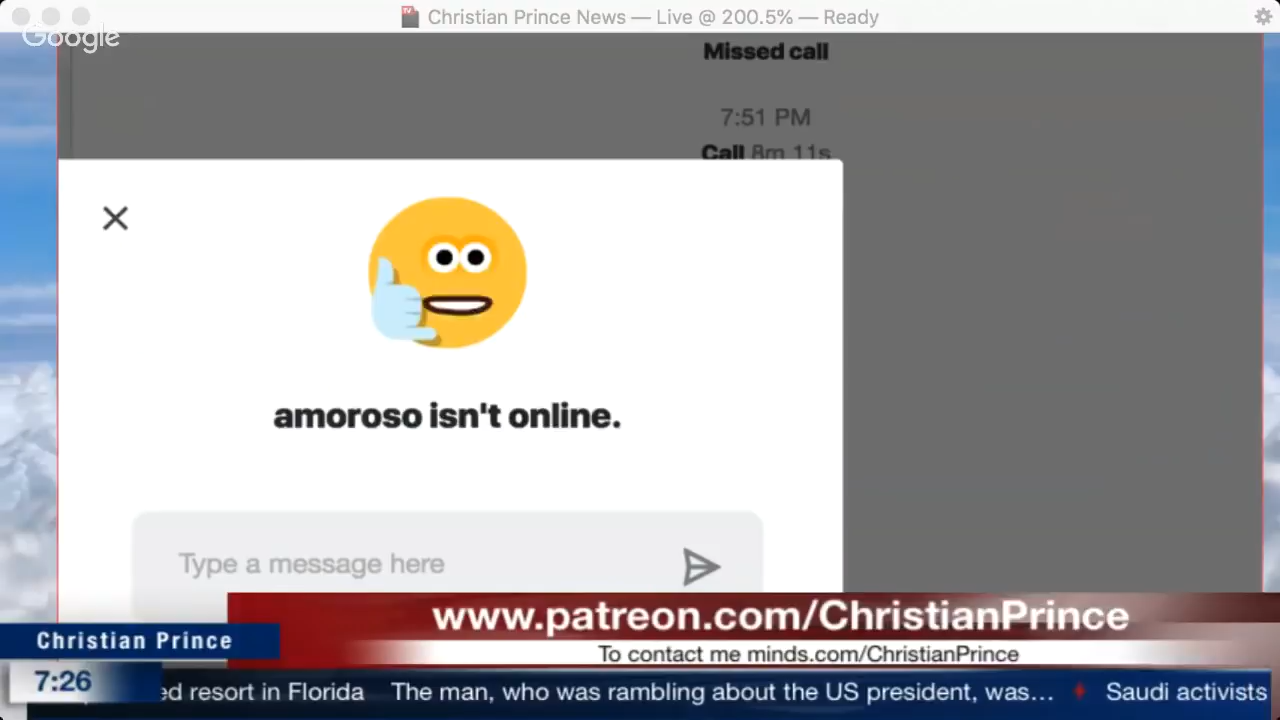 Christian Prince News — Live @ 200.5% — Ready
Google
Missed call
7:51 PM
Call 8m 11s
amoroso isn't online.
Type a message here
www.patreon.com/ChristianPrince
Christian Prince
To contact me minds.com/ChristianPrince
7:26
ed resort in Florida The man, who was rambling about the US president, was... Saudi activists